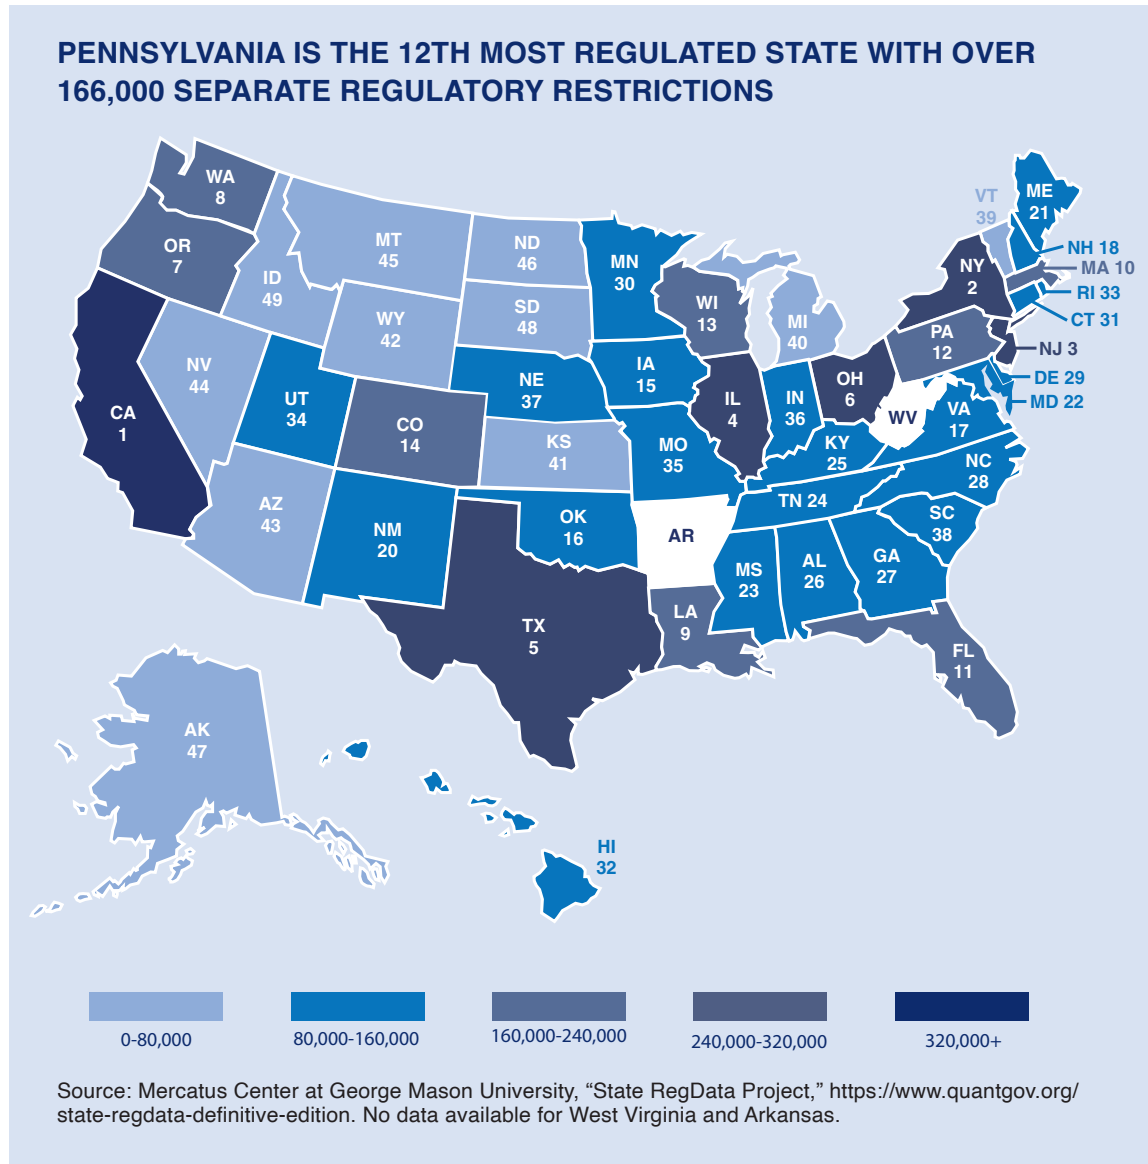 PENNSYLVANIA IS THE 12TH MOST REGULATED STATE WITH OVER
166,000 SEPARATE REGULATORY RESTRICTIONS
WA
8
OR
7
CA
1
ID
49
NV
44
MT
45
WY
42
UT
34
AZ
43
CO
14
NM
20
ND
46
SD
48
NE
37
KS
41
OK
16
TX
5
MN
30
IA
15
MO
35
AR
LA
9
WI
13
IL
4
MI
40
IN
36
OH
6
KY
25
TN 24
MS
23
AL
26
GA
27
FL
11
SC
38
NC
28
VA
17
WV
PA
12
NY
2
VT
39
ME
21
NH 18
MA 10
RI 33
CT 31
NJ 3
DE 29
MD 22
AK
47
HI
32
0-80,000
80,000-160,000
160,000-240,000
240,000-320,000
320,000+
Source: Mercatus Center at George Mason University, “State RegData Project,” https://www.quantgov.org/
state-regdata-definitive-edition. No data available for West Virginia and Arkansas.